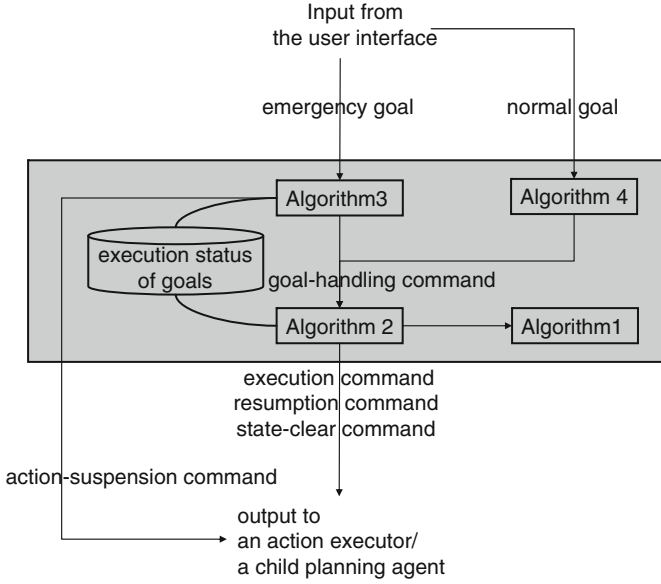 Input from
the user interface
emergency goal
normal goal
Algorithm3
Algorithm 4
execution status
of goals
goal-handling command
Algorithm 2
Algorithm1
execution command
resumption command
state-clear command
action-suspension command
output to
an action executor/
a child planning agent